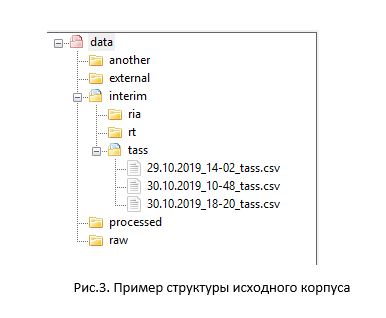 data
another
external
interim
ria
rt
tass
29.10.2019_14-02_tass.csv
30.10.2019_10-48_tass.csv
30.10.2019_18-20_tass.csv
processed
raw
Рис.3. Пример структуры исходного корпуса